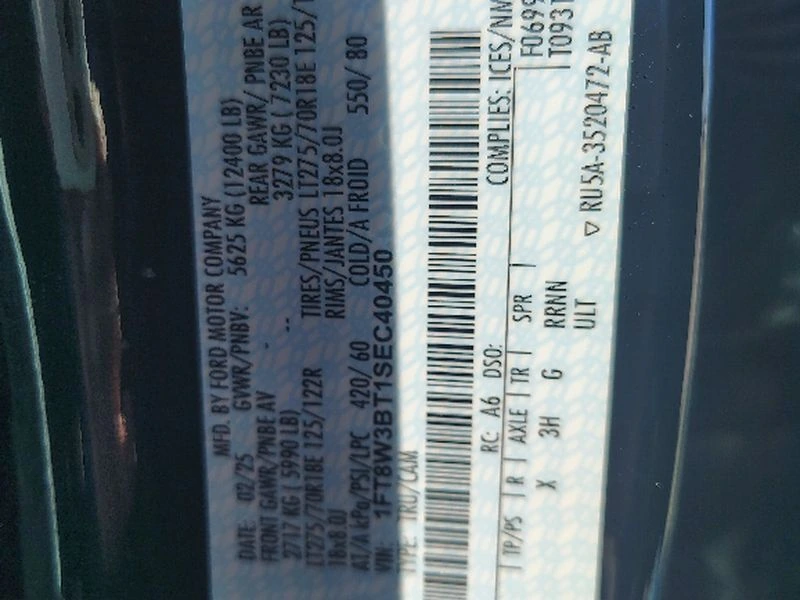 MFD. BY FORD MOTOR COMPANY
DATE: 02/25 GVWR/PNBV: 5625 KG (12400 LB)
FRONT GAWR/PNBE AV REAR GAWR/ PNBE AR
2717 KG (5990 LB) 3279 KG ( 7230 LB)
LT275/70R18E 125/122R TIRES/PNEUS LT275/70R18E 125/
18x8.0J RIMS/JANTES 18x8.0J
AT/A kPa/PSI/LPC 420/ 60 COLD/A FROID 550/ 80
VIN: 1FT8W3BT1SEC40450
TYPE: TRU/CAM
COMPLIES: ICES/NM
RC: A6 DSO: F0699
TP/PS R AXLE TR SPR T0931
X 3H G RRNN
ULT
▽ RU5A-3520472-AB